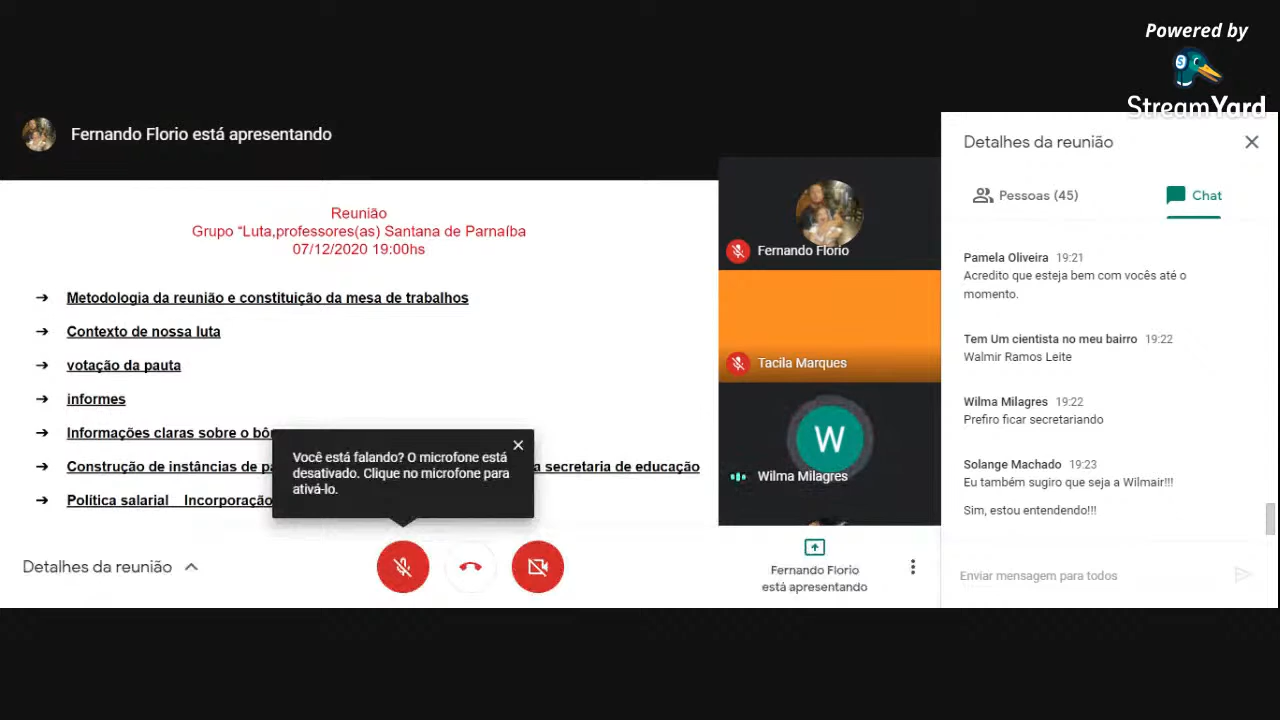 Powered by
StreamYard
Fernando Florio está apresentando
Reunião
Grupo “Luta,professores(as) Santana de Parnaíba
07/12/2020 19:00hs
➔ Metodologia da reunião e constituição da mesa de trabalhos
➔ Contexto de nossa luta
➔ votação da pauta
➔ informes
➔ Informações claras sobre o
➔ Construção de instâncias de a secretaria de educação
➔ Política salarial Incorporação
Você está falando? O microfone está
desativado. Clique no microfone para
ativá-lo.
Detalhes da reunião
Fernando Florio
Tacila Marques
W
Wilma Milagres
Fernando Florio
está apresentando
Detalhes da reunião
Pessoas (45)
Chat
Pamela Oliveira 19:21
Acredito que esteja bem com vocês até o
momento.
Tem Um cientista no meu bairro 19:22
Walmir Ramos Leite
Wilma Milagres 19:22
Prefiro ficar secretariando
Solange Machado 19:23
Eu também sugiro que seja a Wilmair!!!
Sim, estou entendendo!!!
Enviar mensagem para todos